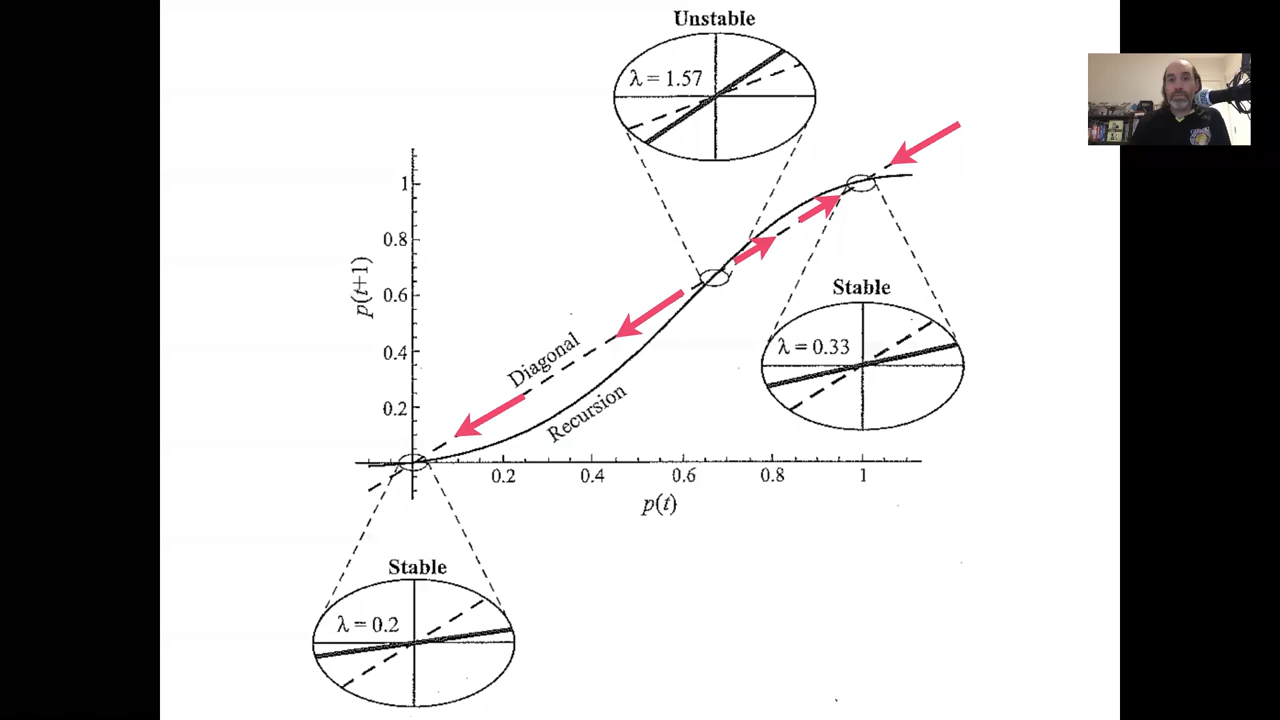 Unstable
λ = 1.57
1
0.8
0.6
0.4
0.2
p(t+1)
Diagonal
Recursion
Stable
λ = 0.33
0.2
0.4
0.6
0.8
1
p(t)
Stable
λ = 0.2